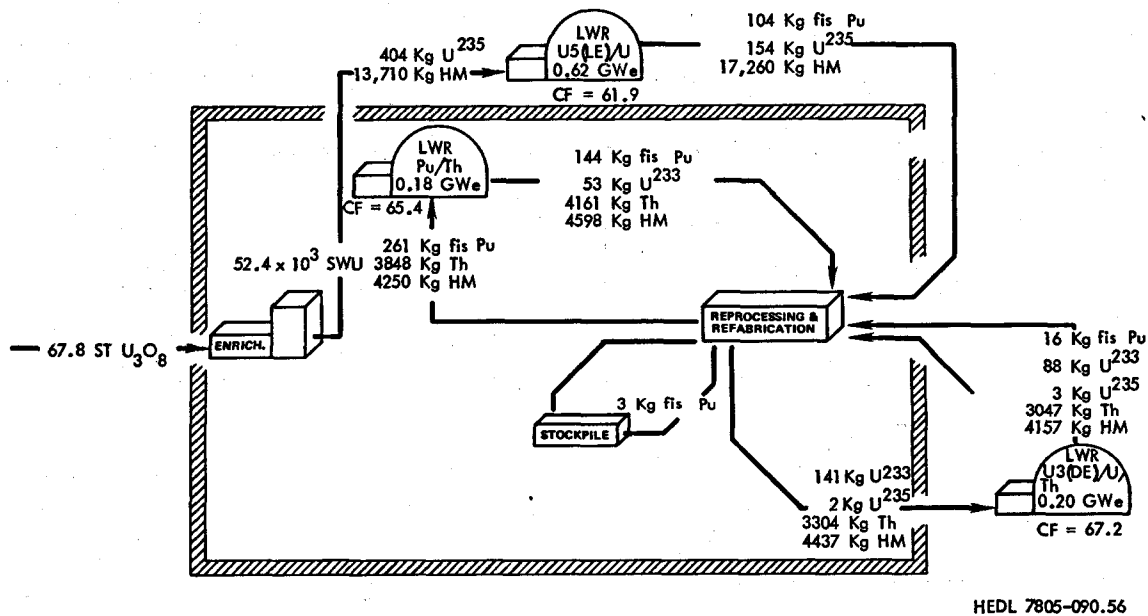 404 Kg U²³⁵
13,710 Kg HM
LWR
U5(LE)/U
0.62 GWe
CF = 61.9
104 Kg fis Pu
154 Kg U²³⁵
17,260 Kg HM
LWR
Pu/Th
0.18 GWe
CF = 65.4
144 Kg fis Pu
53 Kg U²³³
4161 Kg Th
4598 Kg HM
52.4 x 10³ SWU
261 Kg fis Pu
3848 Kg Th
4250 Kg HM
67.8 ST U₃O₈
ENRICH.
REPROCESSING &
REFABRICATION
3 Kg fis Pu
STOCKPILE
16 Kg fis Pu
88 Kg U²³³
3 Kg U²³⁵
3047 Kg Th
4157 Kg HM
LWR
U3(DE)/U/
Th
0.20 GWe
CF = 67.2
141 Kg U²³³
2 Kg U²³⁵
3304 Kg Th
4437 Kg HM
HEDL 7805-090.56